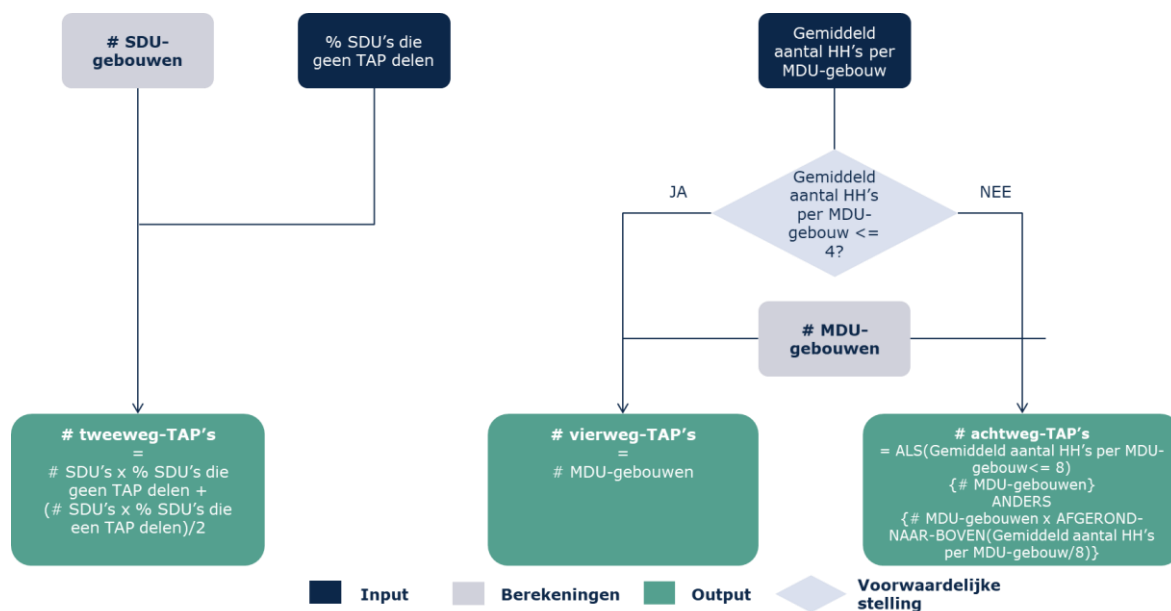 # SDU-
gebouwen
% SDU's die
geen TAP delen
Gemiddeld
aantal HH's per
MDU-gebouw
Gemiddeld
aantal HH's
per MDU-
gebouw <=
4?
JA
NEE
# MDU-
gebouwen
# tweeweg-TAP's
=
# SDU's x % SDU's die
geen TAP delen +
(# SDU's x % SDU's die
een TAP delen)/2
# vierweg-TAP's
=
# MDU-gebouwen
# achtweg-TAP's
= ALS(Gemiddeld aantal HH's per MDU-
gebouw<= 8)
{# MDU-gebouwen}
ANDERS
{# MDU-gebouwen x AFGEROND-
NAAR-BOVEN(Gemiddeld aantal HH's
per MDU-gebouw/8)}
Input
Berekeningen
Output
Voorwaardelijke
stelling